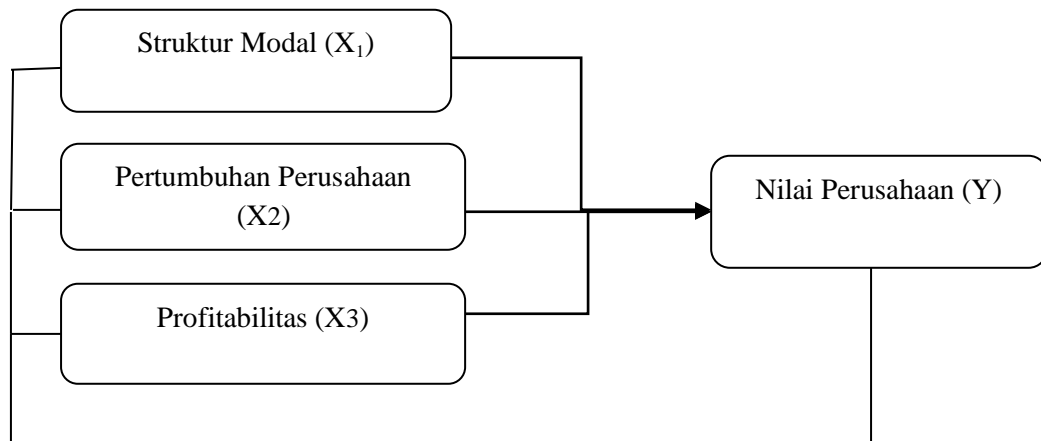 Struktur Modal (X₁)
Pertumbuhan Perusahaan
(X2)
Nilai Perusahaan (Y)
Profitabilitas (X3)